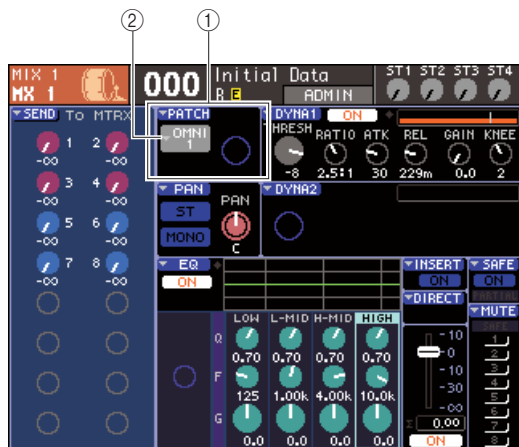 ② ①
MIX 1
MX 1
000
Initial Data
R E ADMIN
ST1 ST2 ST3 ST4
SEND To MTRX
PATCH
OMNI
1
DYNA1 ON
THRESH RATIO ATK REL GAIN KNEE
-8 2.5:1 30 229m 0.0 2
1 2
-∞ -∞
3 4
-∞ -∞
5 6
-∞ -∞
7 8
-∞ -∞
PAN
ST
MONO
PAN
C
DYNA2
EQ
ON
LOW L-MID H-MID HIGH
Q
0.70 0.70 0.70 0.70
F
125 1.00k 4.00k 10.0k
G
0.0 0.0 0.0 0.0
INSERT
ON
DIRECT
10
-0
-10
-30
-∞
Σ 0.00
ON
SAFE
ON
PARTIAL
MUTE
SAFE
1
2
3
4
5
6
7
8